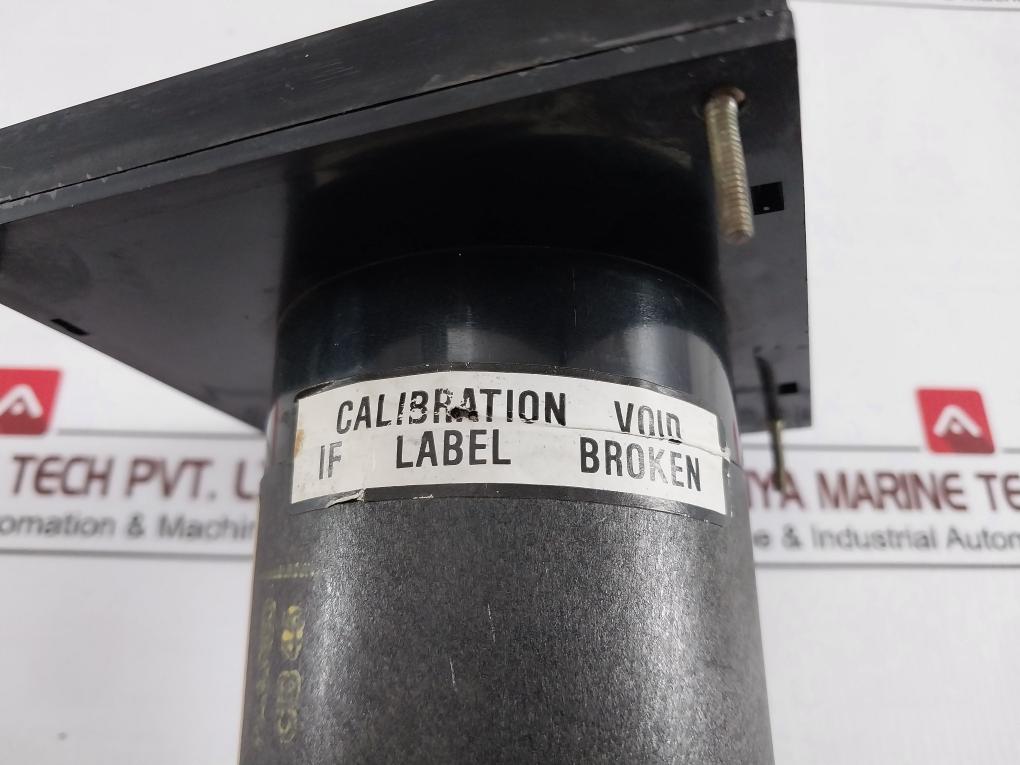 CALIBRATION VOID
IF LABEL BROKEN
TECH PVT.
omation & Machin
YA MARINE TE
e & Industrial Autom